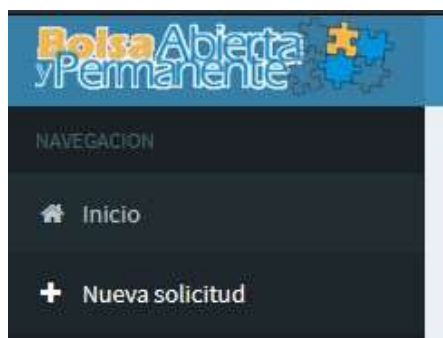 Bolsa Abierta
y Permanente
NAVEGACION
Inicio
Nueva solicitud